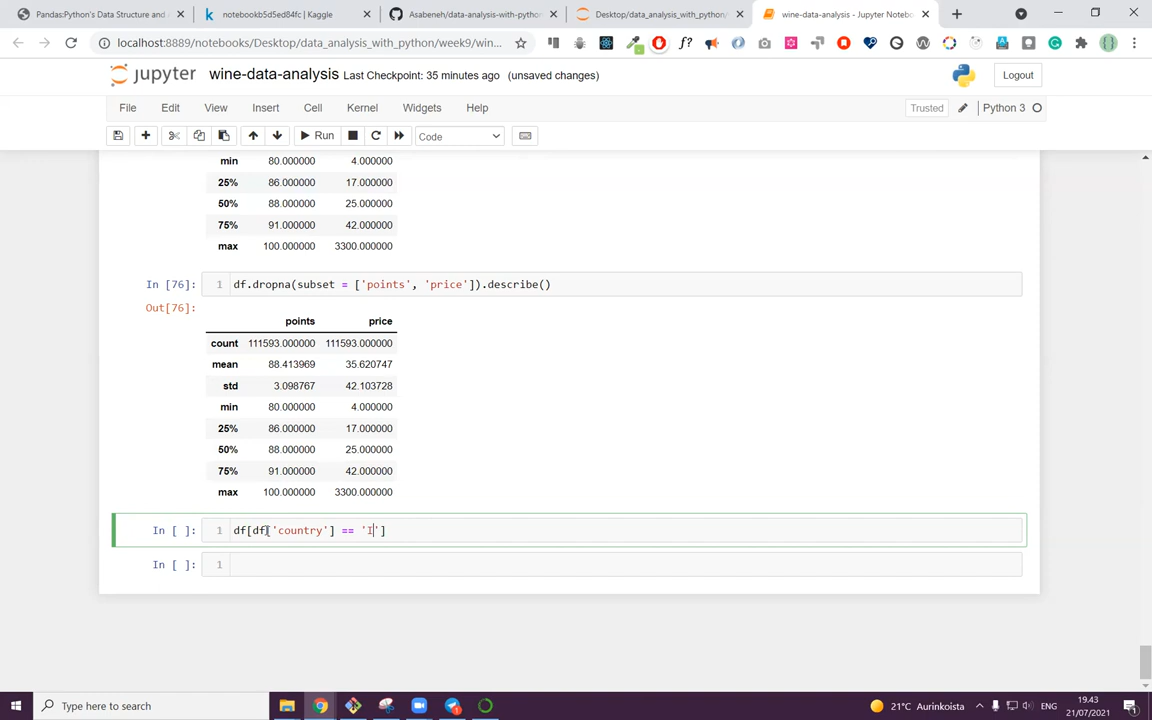 Pandas:Python's Data Structure and
notebookb5d5ed84fc | Kaggle
Asabeneh/data-analysis-with-python
Desktop/data_analysis_with_python/
wine-data-analysis - Jupyter Notebo
localhost:8889/notebooks/Desktop/data_analysis_with_python/week9/win...
jupyter wine-data-analysis Last Checkpoint: 35 minutes ago (unsaved changes)
Logout
File Edit View Insert Cell Kernel Widgets Help
Trusted Python 3
Run Code
min 80.000000 4.000000
25% 86.000000 17.000000
50% 88.000000 25.000000
75% 91.000000 42.000000
max 100.000000 3300.000000
In [76]: 1 df.dropna(subset = ['points', 'price']).describe()
Out[76]:
points price
count 111593.000000 111593.000000
mean 88.413969 35.620747
std 3.098767 42.103728
min 80.000000 4.000000
25% 86.000000 17.000000
50% 88.000000 25.000000
75% 91.000000 42.000000
max 100.000000 3300.000000
In [ ]: 1 df[df['country'] == 'I']
In [ ]: 1
Type here to search
21°C Aurinkoista
ENG
19.43
21/07/2021